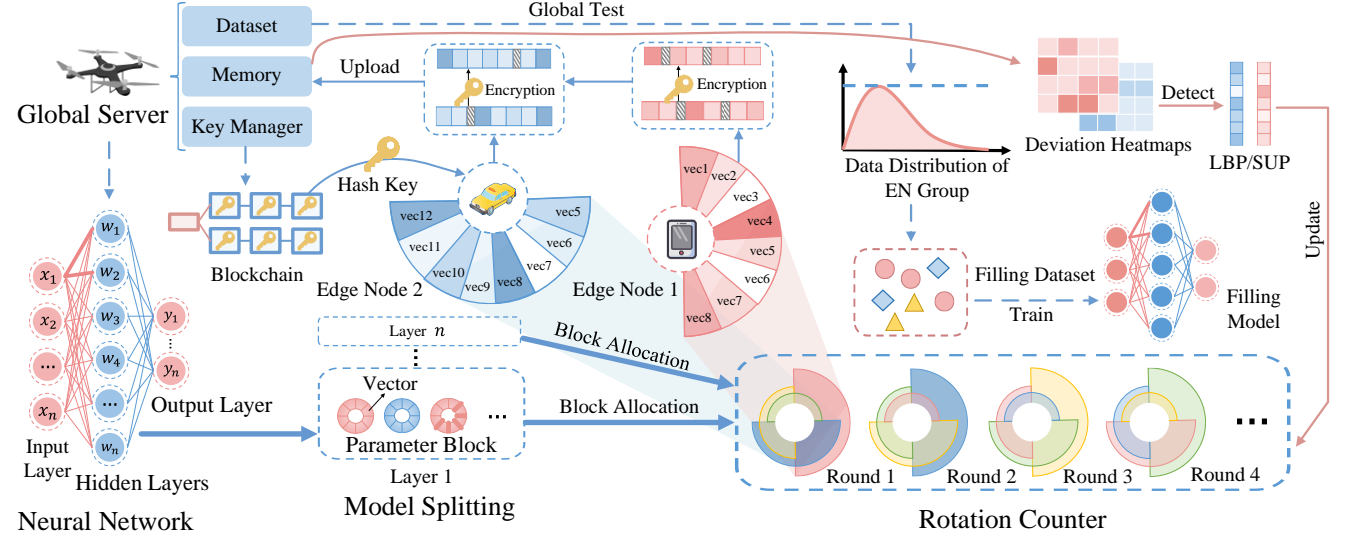 Dataset
Memory
Key Manager
Global Server
Global Test
Upload
Encryption
Encryption
Hash Key
Blockchain
vec12
vec11
vec10
vec9
vec8
vec7
vec6
vec5
Edge Node 2
vec1
vec2
vec3
vec4
vec5
vec6
vec7
vec8
Edge Node 1
Data Distribution of
EN Group
Deviation Heatmaps
Detect
LBP/SUP
Update
Filling Dataset
Train
Filling
Model
x₁
x₂
...
xₙ
w₁
w₂
w₃
w₄
...
wₙ
y₁
⋮
yₙ
Input
Layer
Hidden Layers
Output Layer
Neural Network
Layer n
⋮
Vector
...
Parameter Block
Layer 1
Model Splitting
Block Allocation
Block Allocation
Round 1
Round 2
Round 3
Round 4
...
Rotation Counter